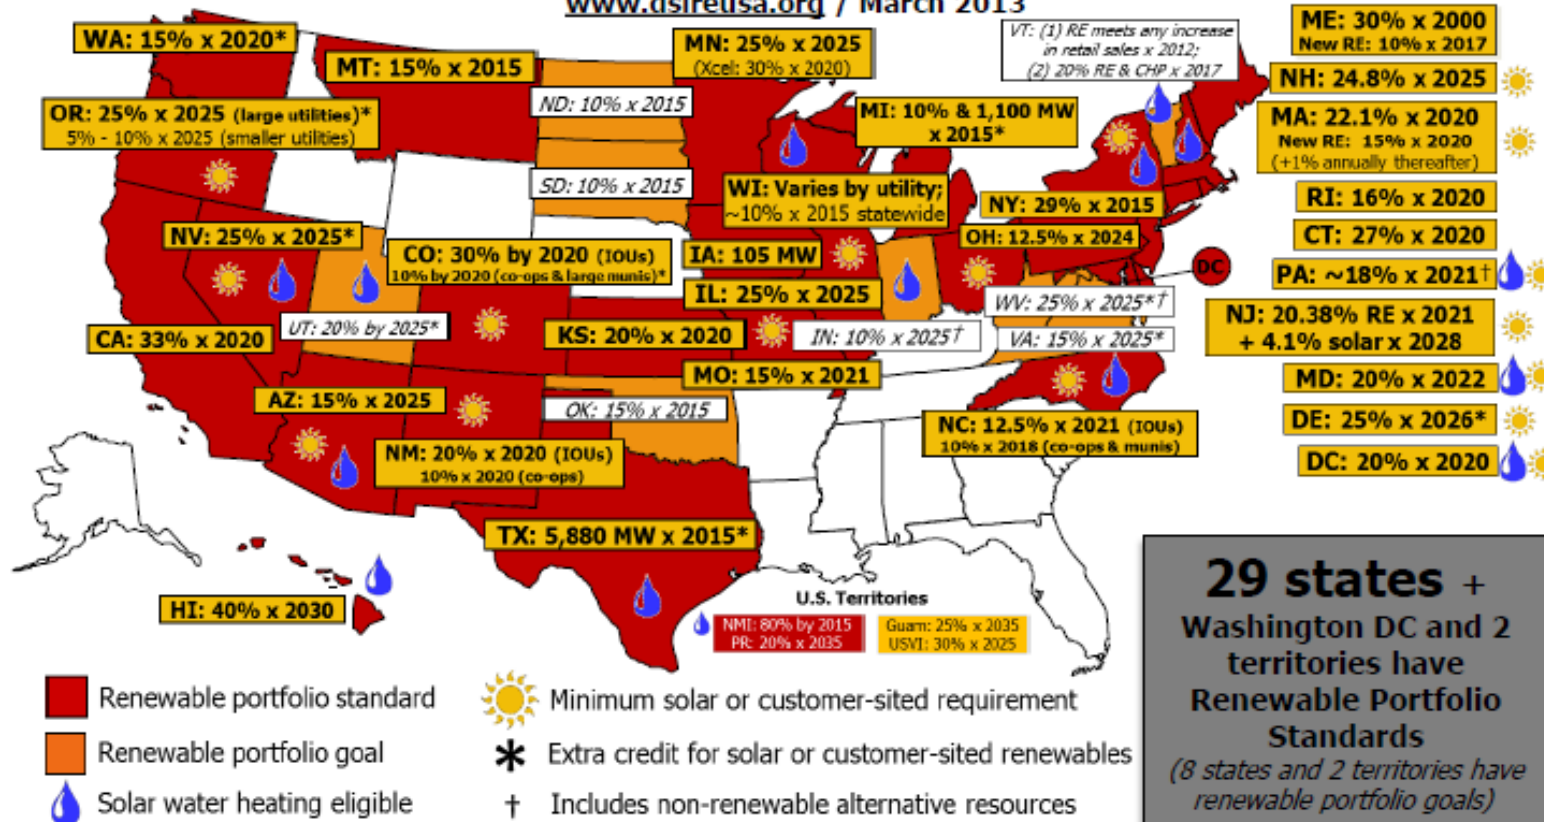 www.dsireusa.org / March 2013
WA: 15% x 2020*
MT: 15% x 2015
MN: 25% x 2025
(Xcel: 30% x 2020)
VT: (1) RE meets any increase
in retail sales x 2012;
(2) 20% RE & CHP x 2017
ME: 30% x 2000
New RE: 10% x 2017
NH: 24.8% x 2025
OR: 25% x 2025 (large utilities)*
5% - 10% x 2025 (smaller utilities)
ND: 10% x 2015
MI: 10% & 1,100 MW
x 2015*
MA: 22.1% x 2020
New RE: 15% x 2020
(+1% annually thereafter)
SD: 10% x 2015
WI: Varies by utility;
~10% x 2015 statewide
NY: 29% x 2015
RI: 16% x 2020
NV: 25% x 2025*
CO: 30% by 2020 (IOUs)
10% by 2020 (co-ops & large munis)*
IA: 105 MW
OH: 12.5% x 2024
CT: 27% x 2020
DC
PA: ~18% x 2021†
IL: 25% x 2025
WV: 25% x 2025*†
NJ: 20.38% RE x 2021
+ 4.1% solar x 2028
CA: 33% x 2020
UT: 20% by 2025*
KS: 20% x 2020
IN: 10% x 2025†
VA: 15% x 2025*
MO: 15% x 2021
MD: 20% x 2022
AZ: 15% x 2025
OK: 15% x 2015
NC: 12.5% x 2021 (IOUs)
10% x 2018 (co-ops & munis)
DE: 25% x 2026*
NM: 20% x 2020 (IOUs)
10% x 2020 (co-ops)
DC: 20% x 2020
TX: 5,880 MW x 2015*
HI: 40% x 2030
U.S. Territories
NMI: 80% by 2015
PR: 20% x 2035
Guam: 25% x 2035
USVI: 30% x 2025
29 states +
Washington DC and 2
territories have
Renewable Portfolio
Standards
(8 states and 2 territories have
renewable portfolio goals)
Renewable portfolio standard
Minimum solar or customer-sited requirement
Renewable portfolio goal
* Extra credit for solar or customer-sited renewables
Solar water heating eligible
† Includes non-renewable alternative resources